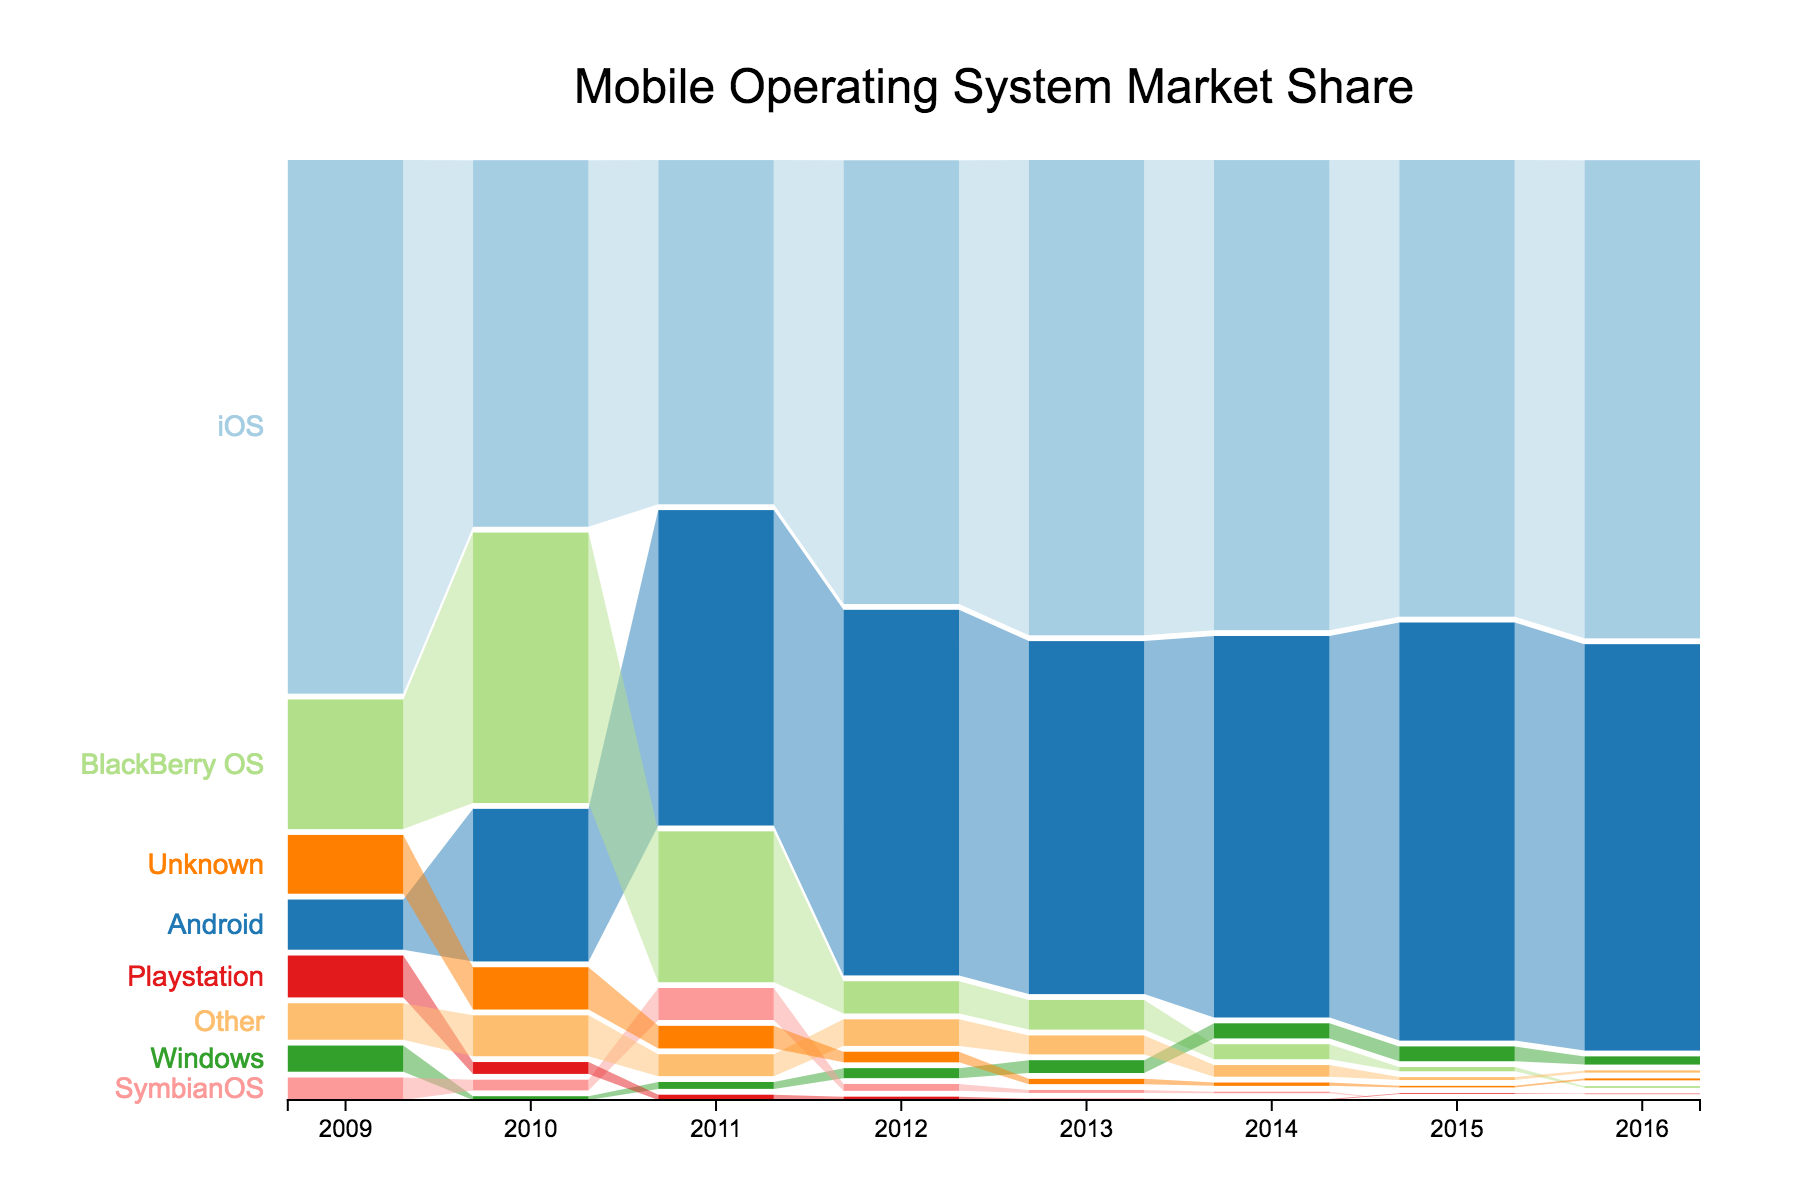 Mobile Operating System Market Share
iOS
BlackBerry OS
Unknown
Android
Playstation
Other
Windows
SymbianOS
2009 2010 2011 2012 2013 2014 2015 2016